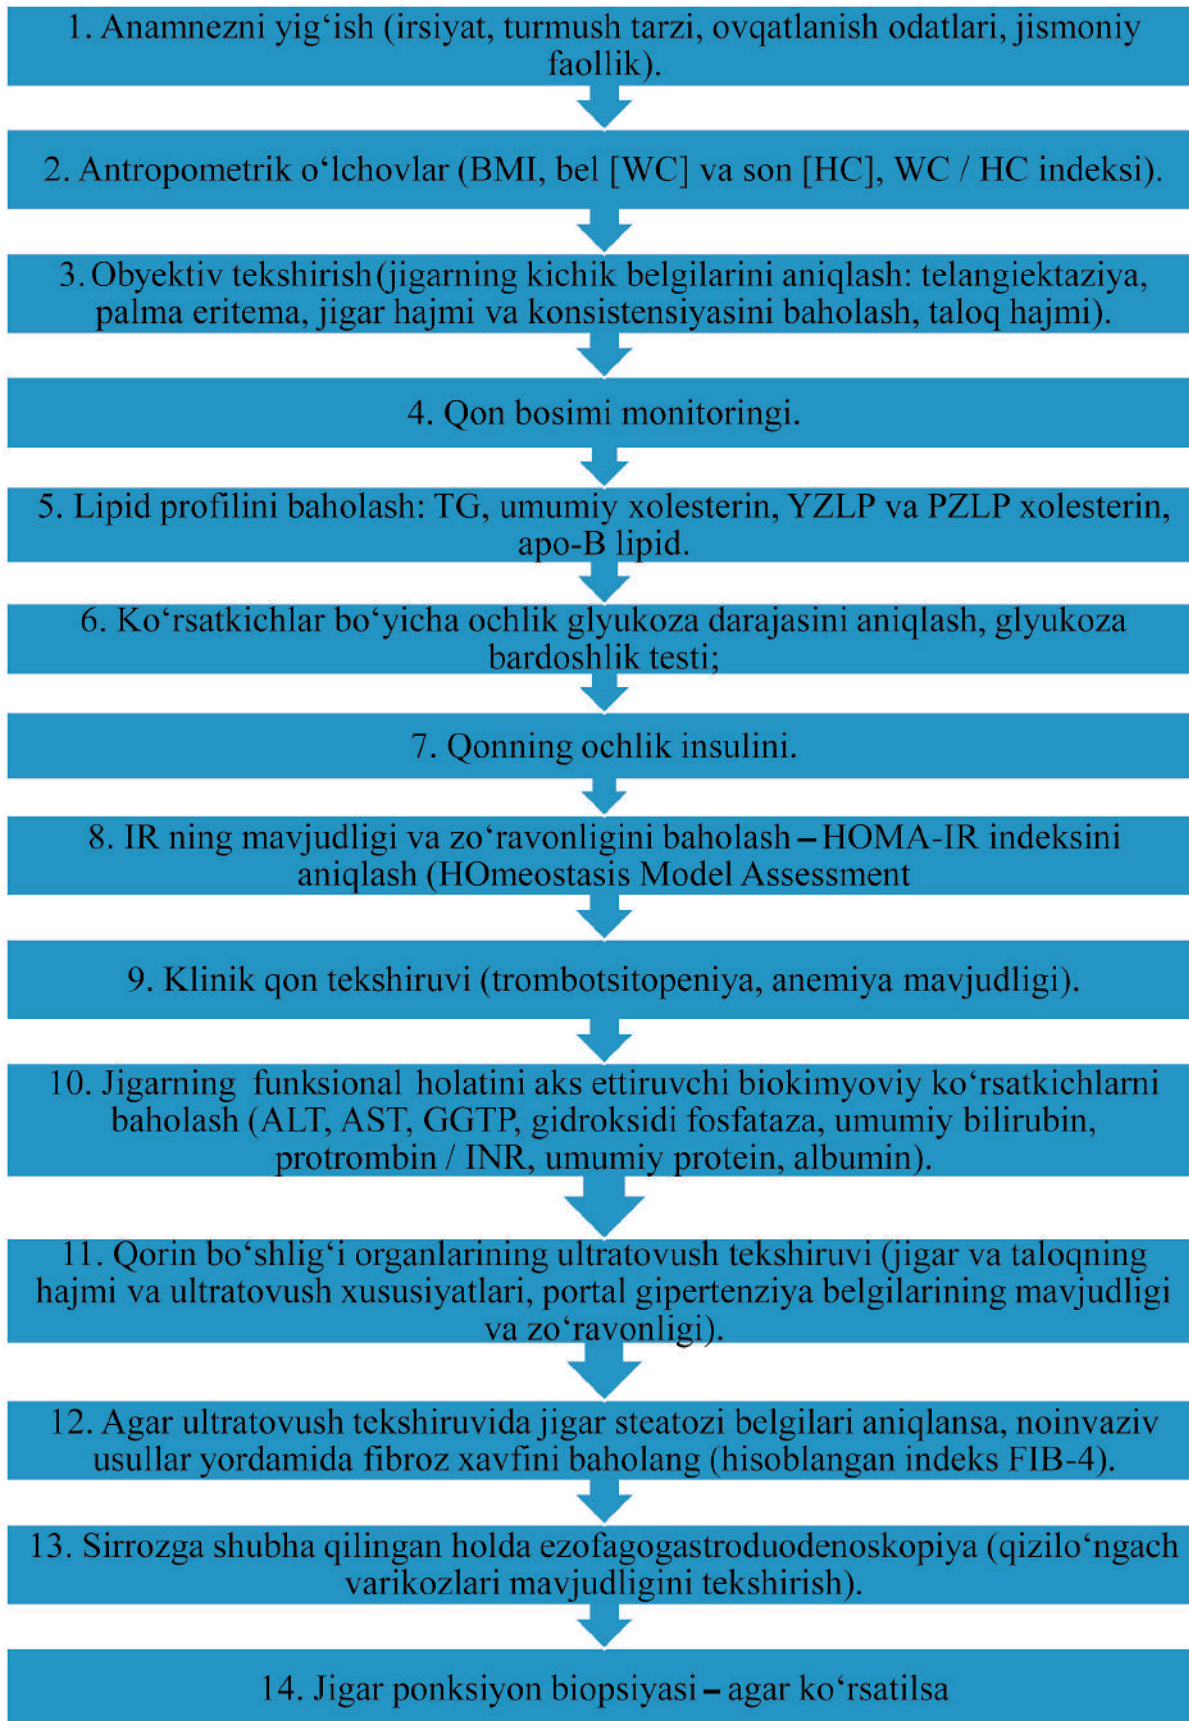 1. Anamnezni yig‘ish (irsiyat, turmush tarzi, ovqatlanish odatlari, jismoniy
faollik).
2. Antropometrik o‘lchovlar (BMI, bel [WC] va son [HC], WC / HC indeksi).
3. Obyektiv tekshirish (jigarning kichik belgilarini aniqlash: telangiektaziya,
palma eritema, jigar hajmi va konsistensiyasini baholash, taloq hajmi).
4. Qon bosimi monitoringi.
5. Lipid profilini baholash: TG, umumiy xolesterin, YZLP va PZLP xolesterin,
apo-B lipid.
6. Ko‘rsatkichlar bo‘yicha ochlik glyukoza darajasini aniqlash, glyukoza
bardoshlik testi;
7. Qonning ochlik insulini.
8. IR ning mavjudligi va zo‘ravonligini baholash – HOMA-IR indeksini
aniqlash (HOmeostasis Model Assessment
9. Klinik qon tekshiruvi (trombotsitopeniya, anemiya mavjudligi).
10. Jigarning funksional holatini aks ettiruvchi biokimyoviy ko‘rsatkichlarni
baholash (ALT, AST, GGTP, gidroksidi fosfataza, umumiy bilirubin,
protrombin / INR, umumiy protein, albumin).
11. Qorin bo‘shlig‘i organlarining ultratovush tekshiruvi (jigar va taloqning
hajmi va ultratovush xususiyatlari, portal gipertenziya belgilarining mavjudligi
va zo‘ravonligi).
12. Agar ultratovush tekshiruvida jigar steatozi belgilari aniqlansa, noinvaziv
usullar yordamida fibroz xavfini baholang (hisoblangan indeks FIB-4).
13. Sirrozga shubha qilingan holda ezofagogastroduodenoskopiya (qizilo‘ngach
varikozlari mavjudligini tekshirish).
14. Jigar ponksiyon biopsiyasi – agar ko‘rsatilsa